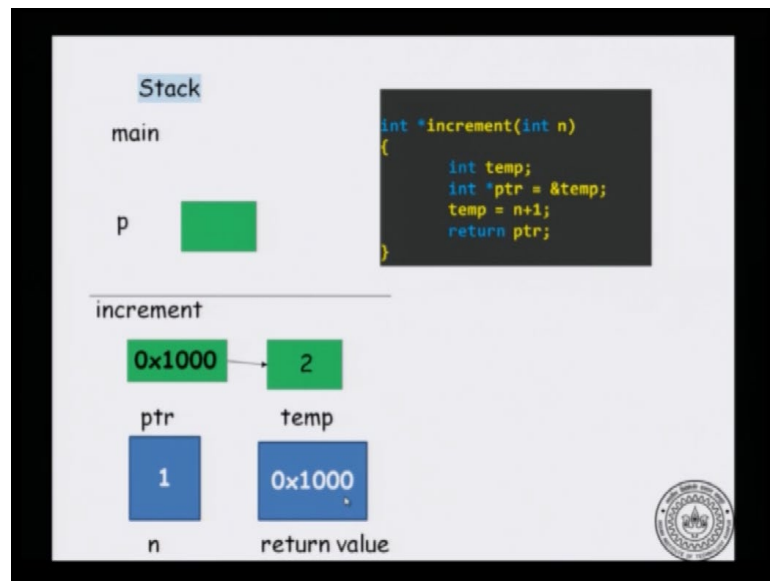 Stack
main
p
int *increment(int n)
{
int temp;
int *ptr = &temp;
temp = n+1;
return ptr;
}
increment
0x1000
2
ptr
temp
1
0x1000
n
return value